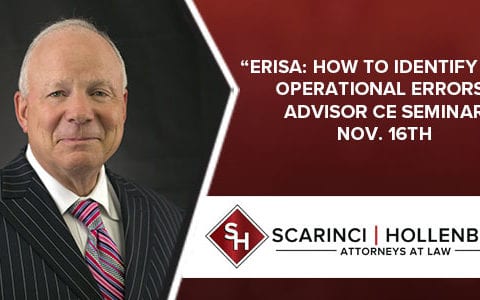 “ERISA: HOW TO IDENTIFY
OPERATIONAL ERRORS
ADVISOR CE SEMINAR
NOV. 16TH
SH
SCARINCI | HOLLENB
ATTORNEYS AT LAW